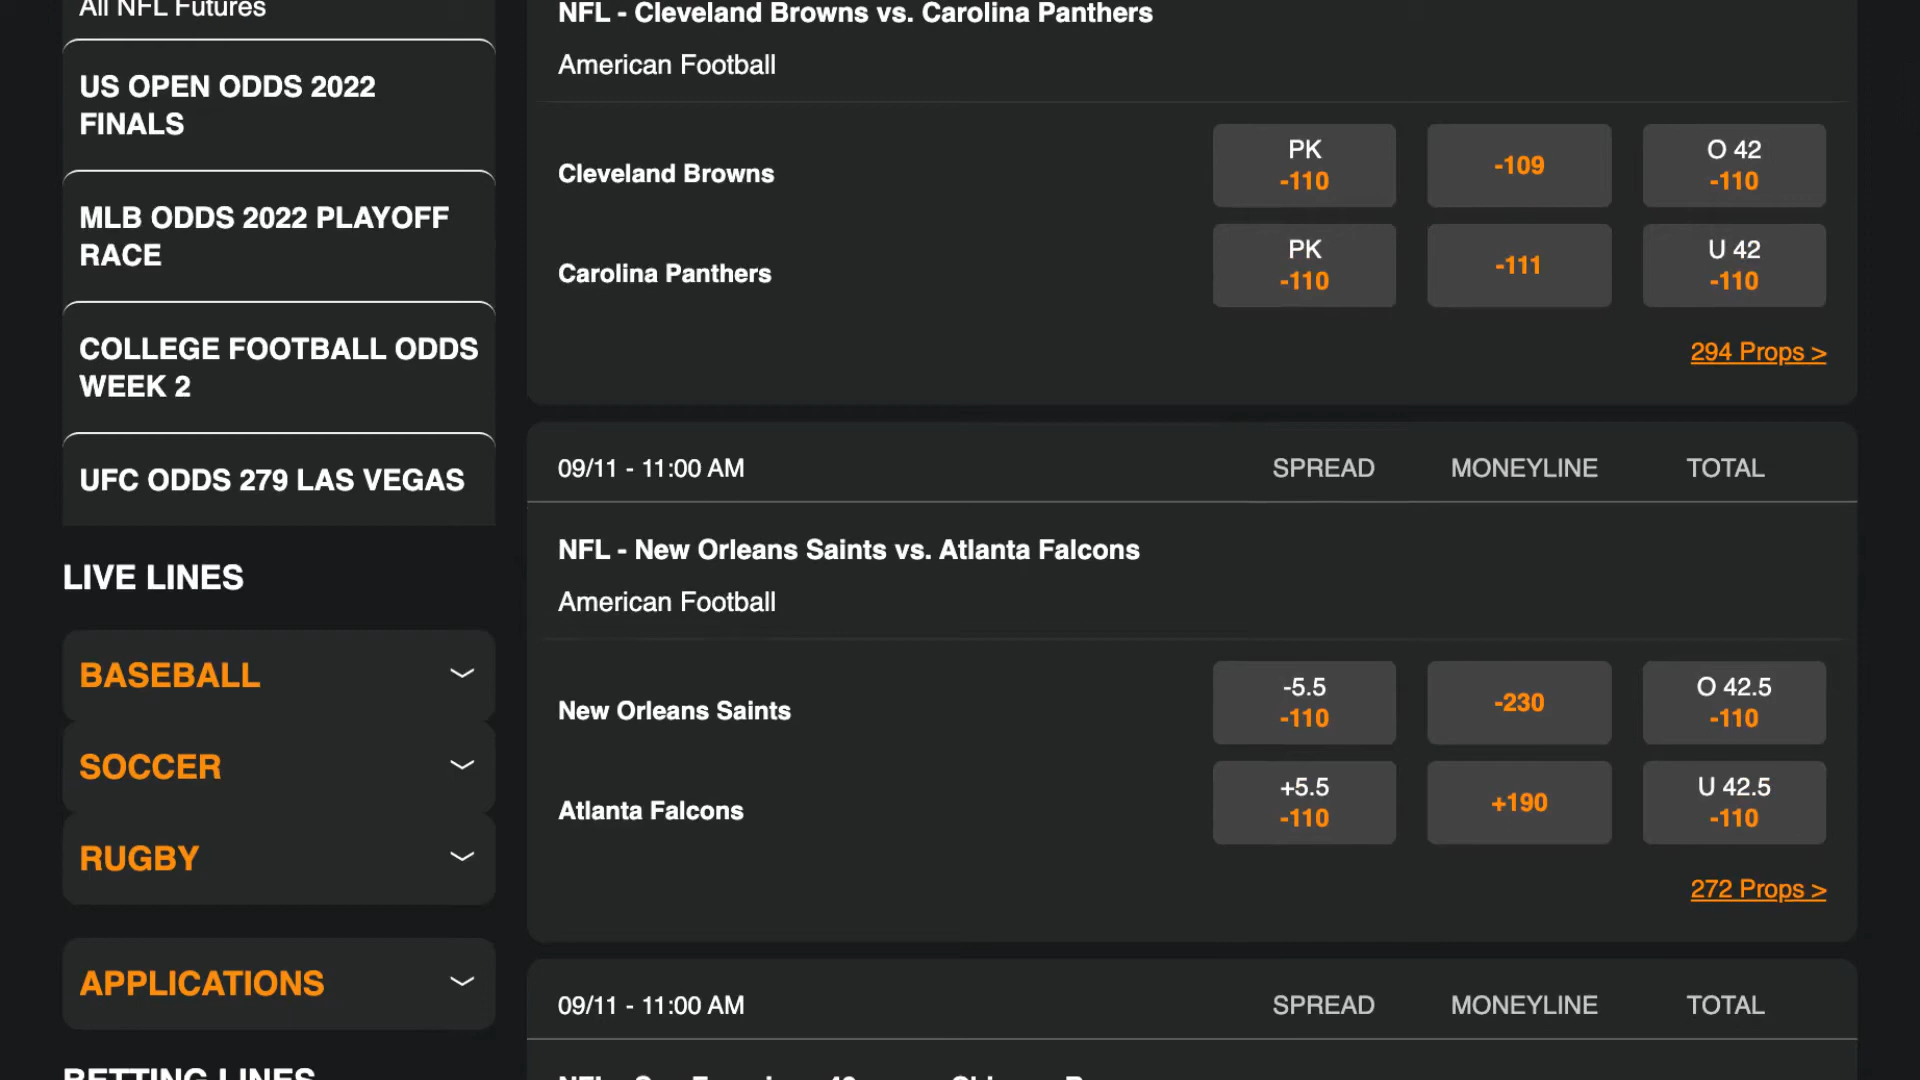 All NFL Futures
US OPEN ODDS 2022
FINALS
MLB ODDS 2022 PLAYOFF
RACE
COLLEGE FOOTBALL ODDS
WEEK 2
UFC ODDS 279 LAS VEGAS
LIVE LINES
BASEBALL
SOCCER
RUGBY
APPLICATIONS
BETTING LINES
NFL - Cleveland Browns vs. Carolina Panthers
American Football
Cleveland Browns
PK
-110
-109
O 42
-110
Carolina Panthers
PK
-110
-111
U 42
-110
294 Props >
09/11 - 11:00 AM SPREAD MONEYLINE TOTAL
NFL - New Orleans Saints vs. Atlanta Falcons
American Football
New Orleans Saints
-5.5
-110
-230
O 42.5
-110
Atlanta Falcons
+5.5
-110
+190
U 42.5
-110
272 Props >
09/11 - 11:00 AM SPREAD MONEYLINE TOTAL